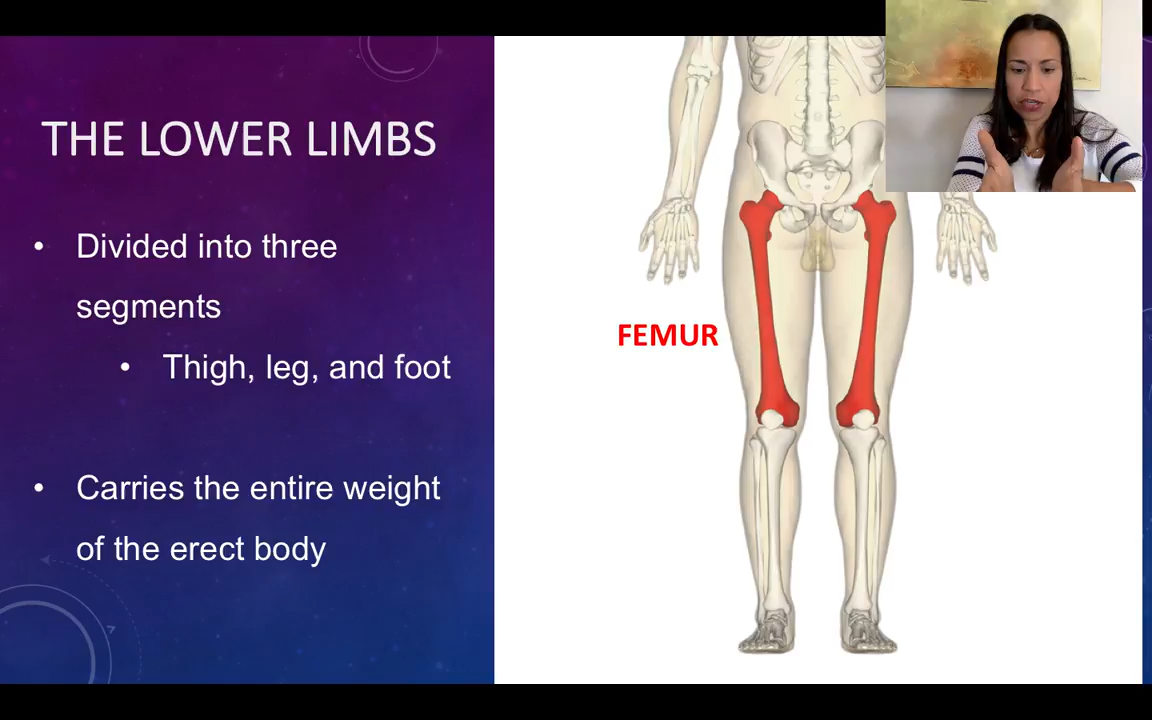 THE LOWER LIMBS
• Divided into three
segments
• Thigh, leg, and foot
• Carries the entire weight
of the erect body
FEMUR